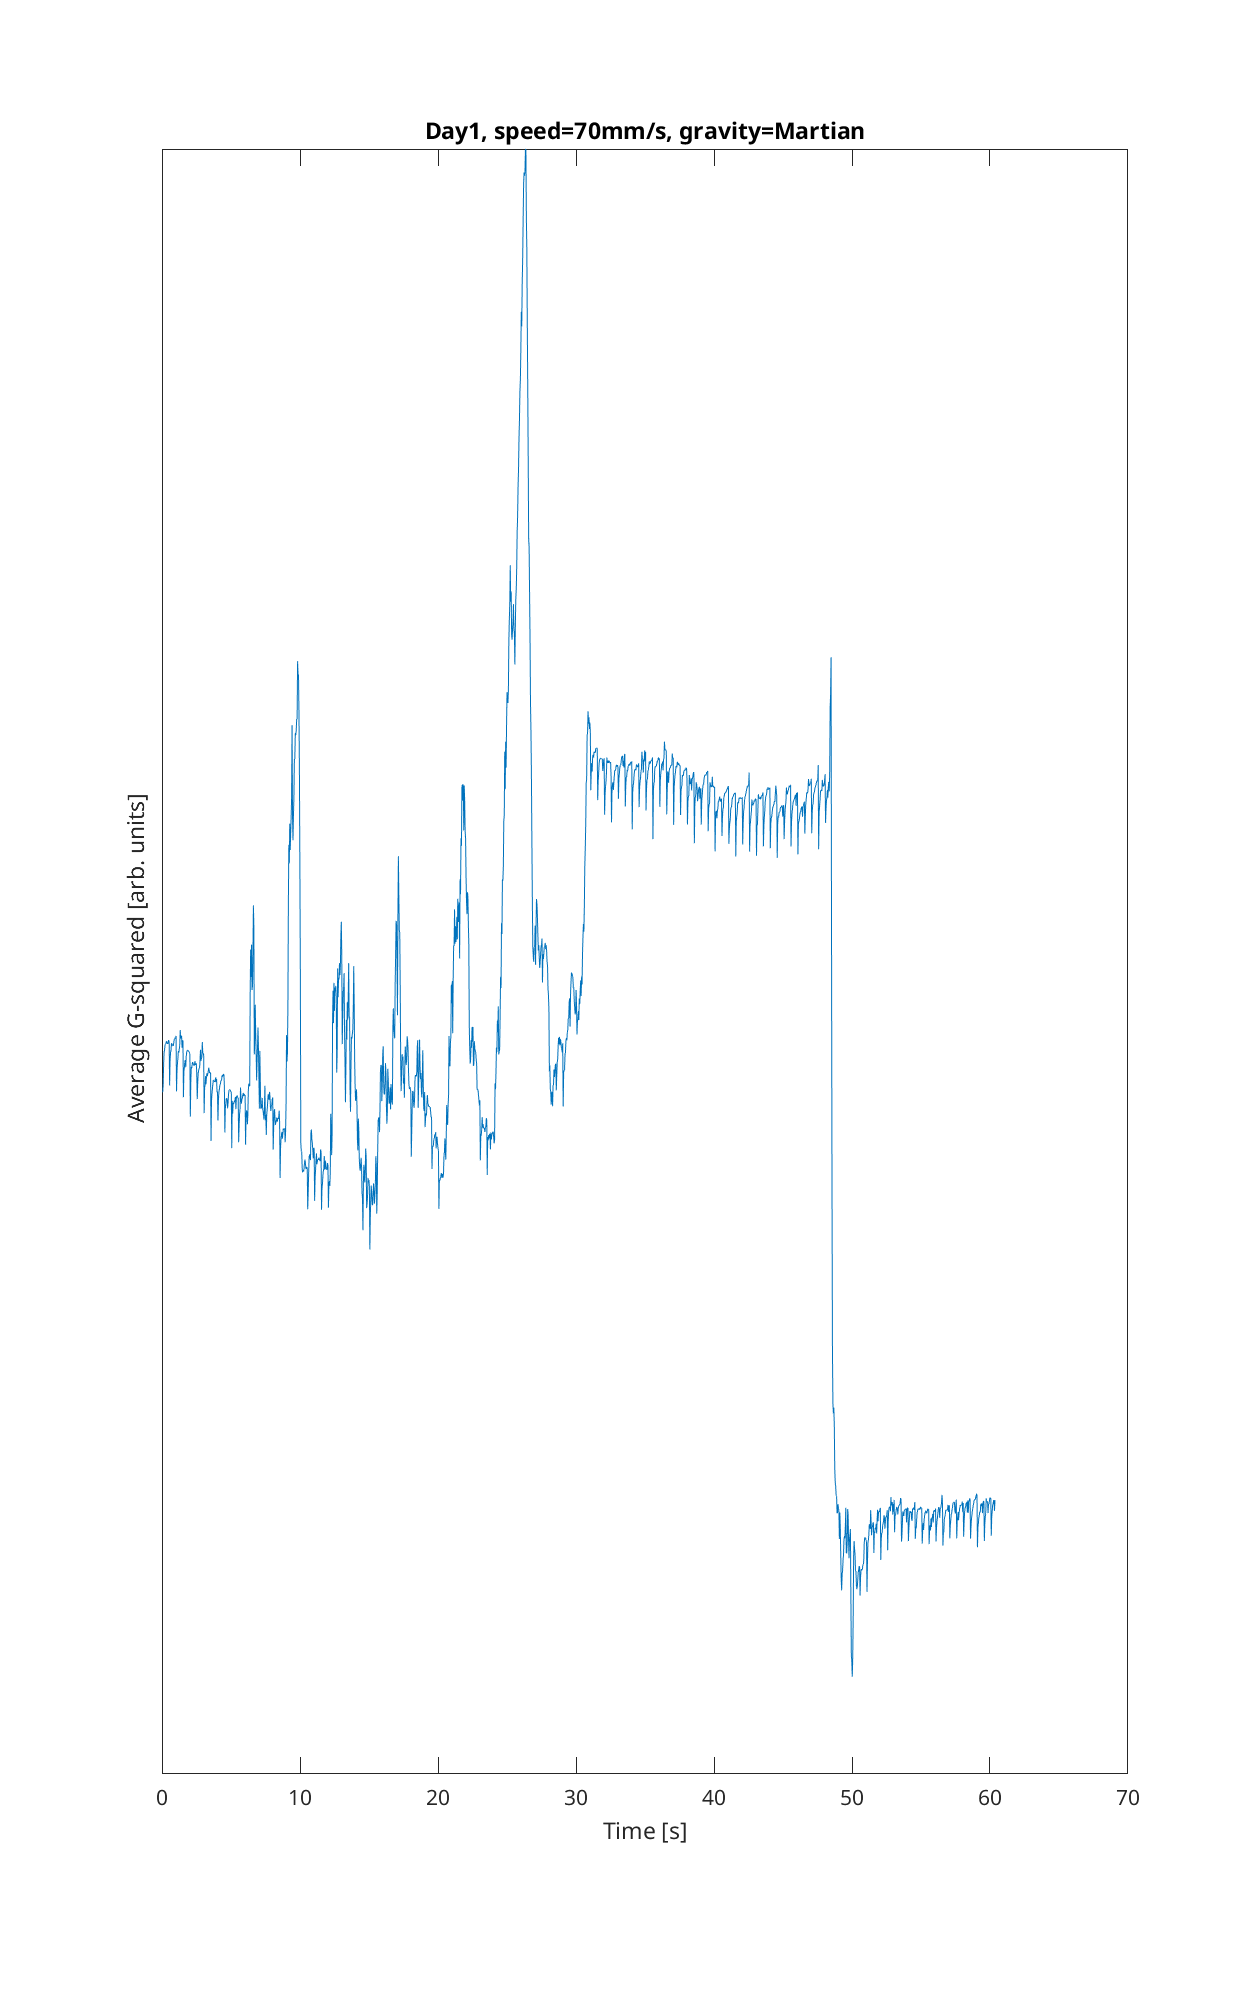 Day1, speed=70mm/s, gravity=Martian
Average G-squared [arb. units]
0 10 20 30 40 50 60 70
Time [s]